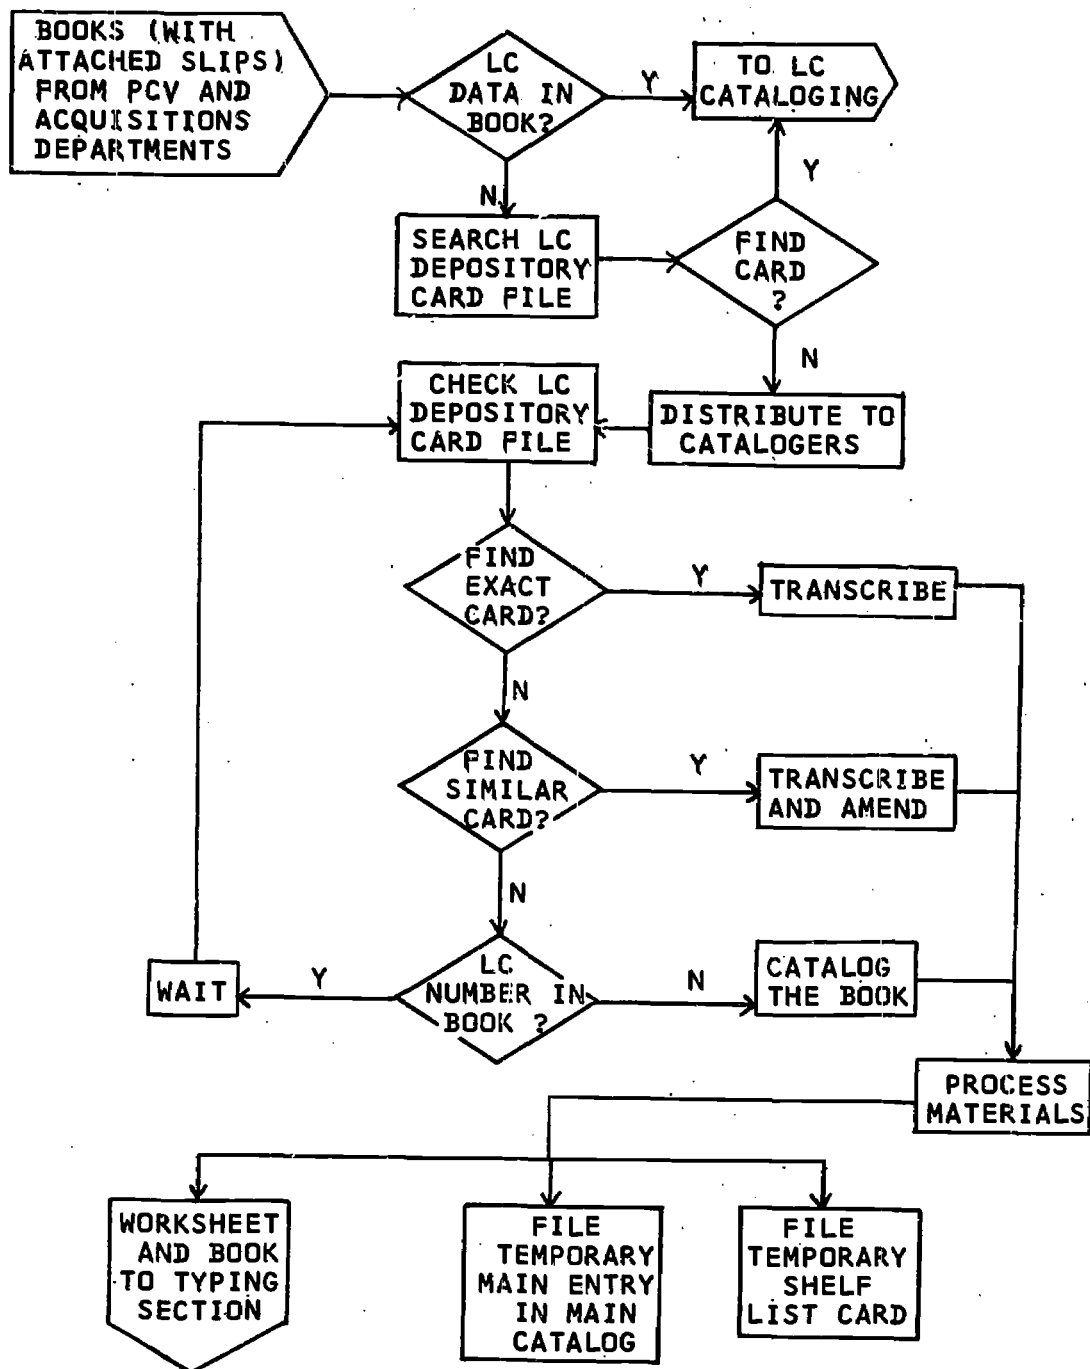 BOOKS (WITH
ATTACHED SLIPS)
FROM PCV AND
ACQUISITIONS
DEPARTMENTS
LC
DATA IN
BOOK?
Y
TO LC
CATALOGING
N
Y
SEARCH LC
DEPOSITORY
CARD FILE
FIND
CARD
?
N
CHECK LC
DEPOSITORY
CARD FILE
DISTRIBUTE TO
CATALOGERS
FIND
EXACT
CARD?
Y
TRANSCRIBE
N
FIND
SIMILAR
CARD?
Y
TRANSCRIBE
AND AMEND
N
LC
NUMBER IN
BOOK ?
Y
WAIT
N
CATALOG
THE BOOK
PROCESS
MATERIALS
WORKSHEET
AND BOOK
TO TYPING
SECTION
FILE
TEMPORARY
MAIN ENTRY
IN MAIN
CATALOG
FILE
TEMPORARY
SHELF
LIST CARD